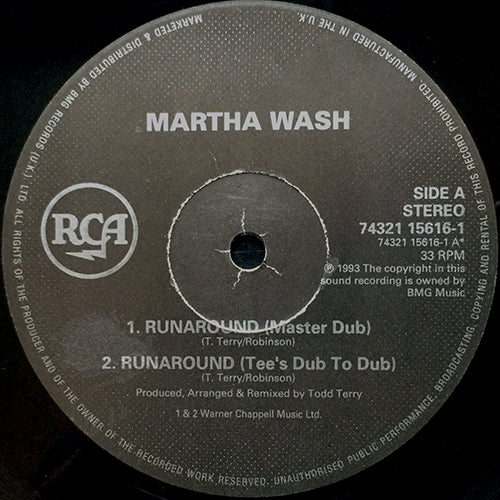 MARKETED & DISTRIBUTED BY BMG RECORDS (U.K.) LTD. ALL RIGHTS OF THE PRODUCER AND OF THE OWNER OF THE RECORDED WORK RESERVED. UNAUTHORISED PUBLIC PERFORMANCE, BROADCASTING, COPYING AND RENTAL OF THIS RECORD PROHIBITED. MANUFACTURED IN THE U.K.
MARTHA WASH
RCA
SIDE A
STEREO
74321 15616-1
74321 15616-1 A*
33 RPM
℗ 1993 The copyright in this
sound recording is owned by
BMG Music
1. RUNAROUND (Master Dub)
(T. Terry/Robinson)
2. RUNAROUND (Tee's Dub To Dub)
(T. Terry/Robinson)
Produced, Arranged & Remixed by Todd Terry
1 & 2 Warner Chappell Music Ltd.